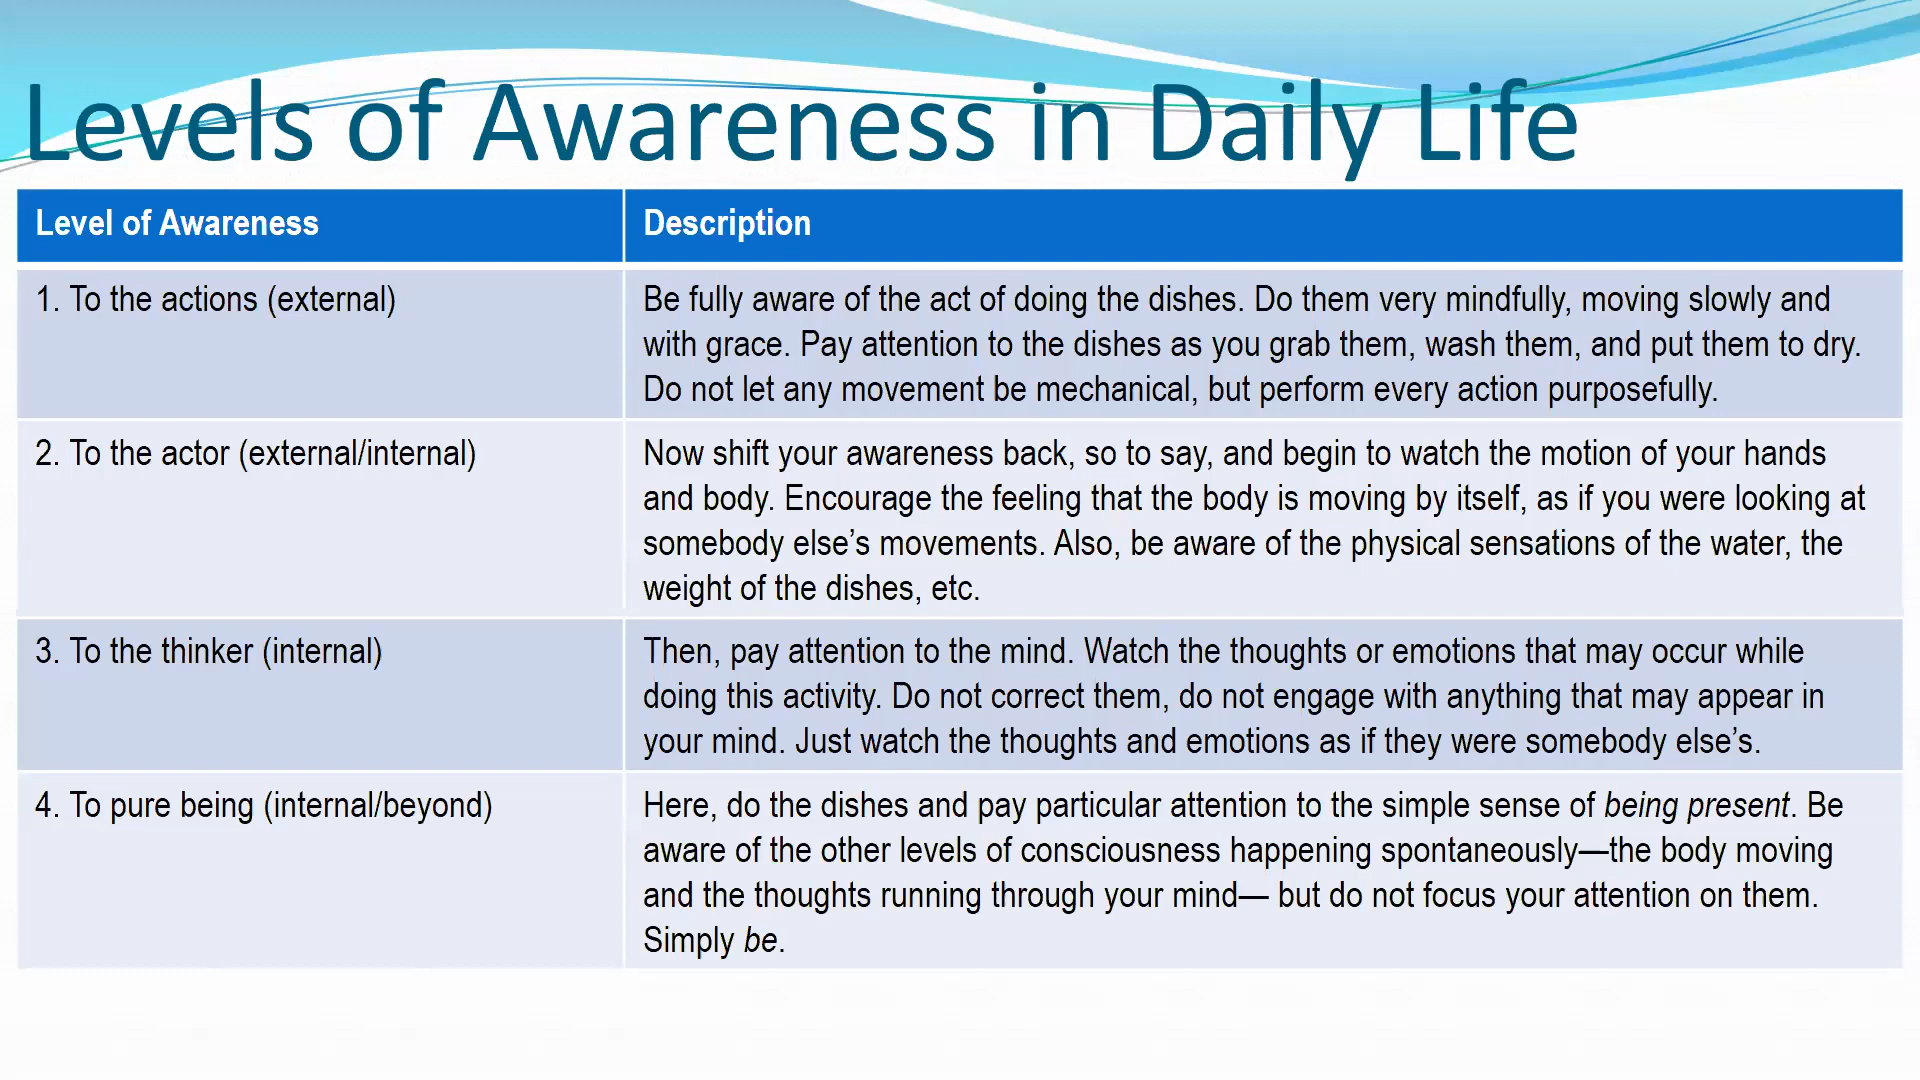 Levels of Awareness in Daily Life
Level of Awareness
Description
1. To the actions (external)
Be fully aware of the act of doing the dishes. Do them very mindfully, moving slowly and
with grace. Pay attention to the dishes as you grab them, wash them, and put them to dry.
Do not let any movement be mechanical, but perform every action purposefully.
2. To the actor (external/internal)
Now shift your awareness back, so to say, and begin to watch the motion of your hands
and body. Encourage the feeling that the body is moving by itself, as if you were looking at
somebody else’s movements. Also, be aware of the physical sensations of the water, the
weight of the dishes, etc.
3. To the thinker (internal)
Then, pay attention to the mind. Watch the thoughts or emotions that may occur while
doing this activity. Do not correct them, do not engage with anything that may appear in
your mind. Just watch the thoughts and emotions as if they were somebody else’s.
4. To pure being (internal/beyond)
Here, do the dishes and pay particular attention to the simple sense of being present. Be
aware of the other levels of consciousness happening spontaneously—the body moving
and the thoughts running through your mind— but do not focus your attention on them.
Simply be.